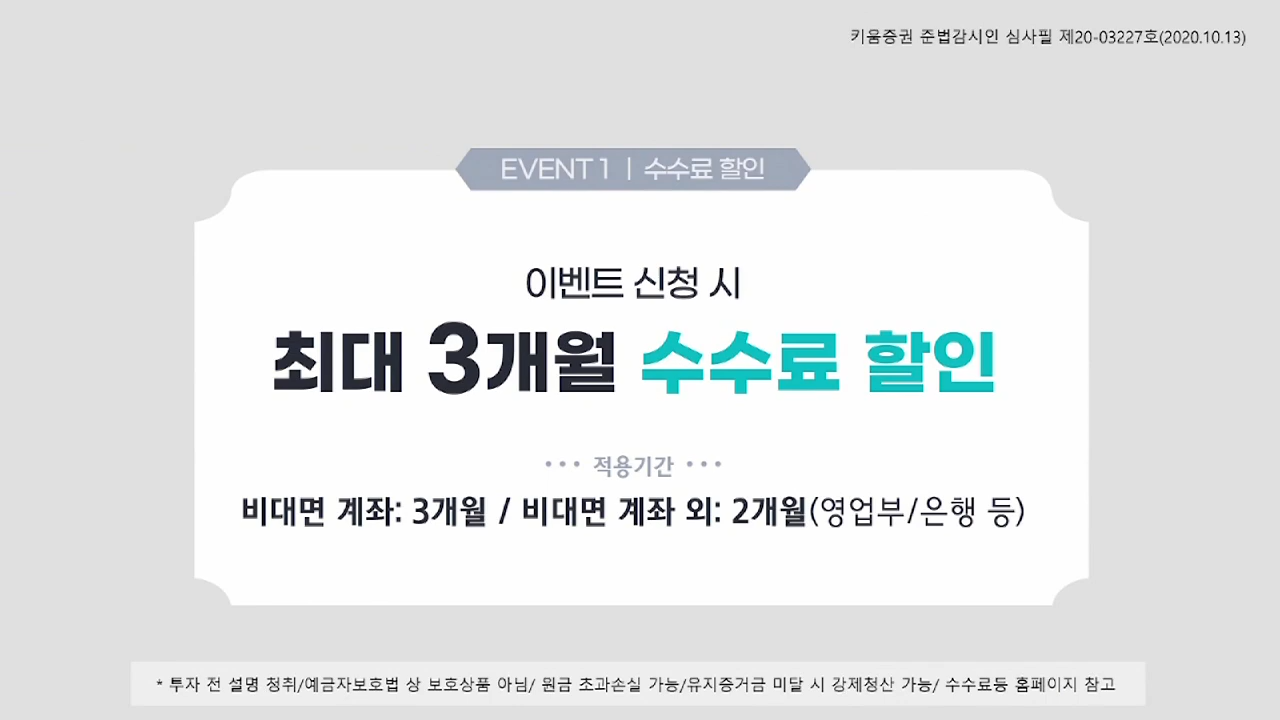 키움증권 준법감시인 심사필 제20-03227호(2020.10.13)
EVENT 1 | 수수료 할인
이벤트 신청 시
최대 3개월 수수료 할인
··· 적용기간 ···
비대면 계좌: 3개월 / 비대면 계좌 외: 2개월(영업부/은행 등)
* 투자 전 설명 청취/예금자보호법 상 보호상품 아님/ 원금 초과손실 가능/유지증거금 미달 시 강제청산 가능/ 수수료등 홈페이지 참고